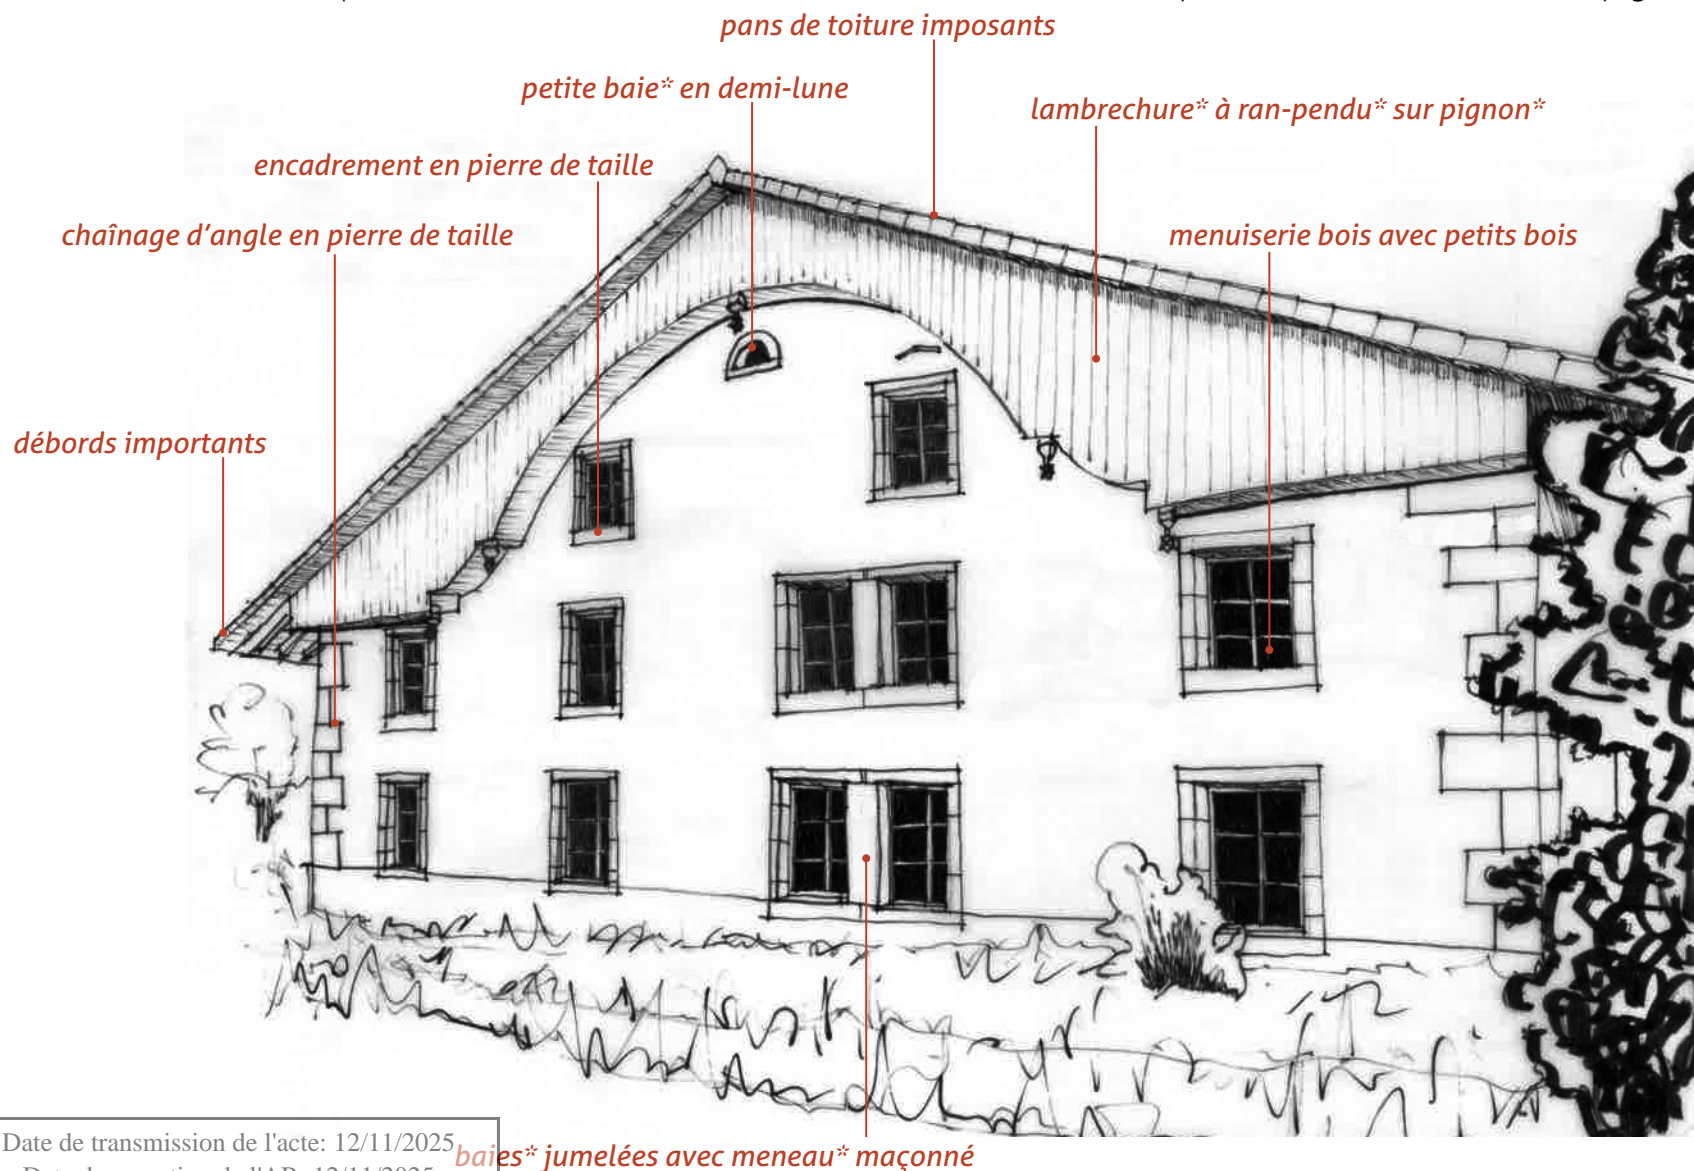 pans de toiture imposants
petite baie* en demi-lune
lambrechure* à ran-pendu* sur pignon*
encadrement en pierre de taille
chaînage d'angle en pierre de taille
menuiserie bois avec petits bois
débords importants
Date de transmission de l'acte: 12/11/2025
baies* jumelées avec meneau* maçonné